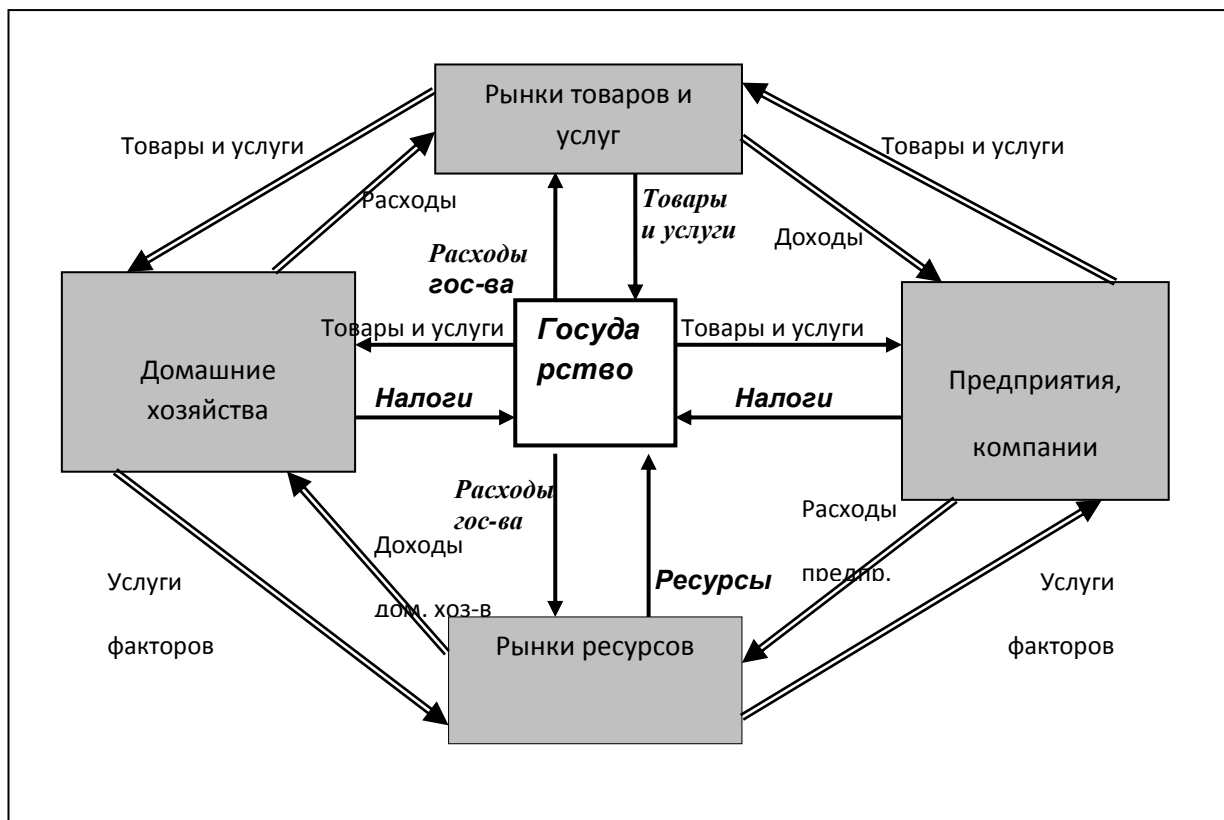 Рынки товаров и
услуг
Товары и услуги
Товары и услуги
Расходы
Товары
и услуги
Доходы
Расходы
гос-ва
Товары и услуги
Госуда
рство
Товары и услуги
Домашние
хозяйства
Предприятия,
компании
Налоги
Налоги
Расходы
гос-ва
Расходы
предпр.
Доходы
дом. хоз-в
Услуги
факторов
Ресурсы
Услуги
факторов
Рынки ресурсов